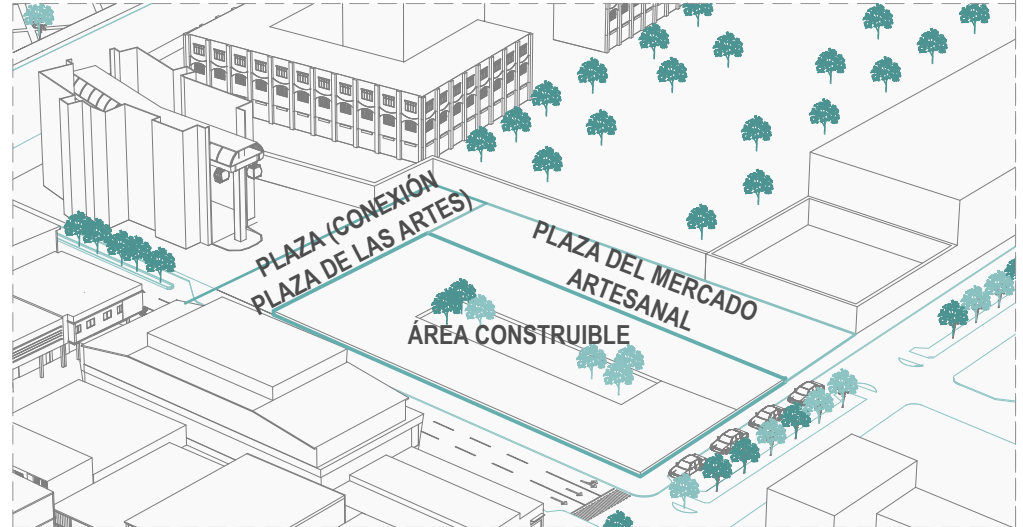 PLAZA (CONEXIÓN
PLAZA DE LAS ARTES)
PLAZA DEL MERCADO
ARTESANAL
ÁREA CONSTRUIBLE